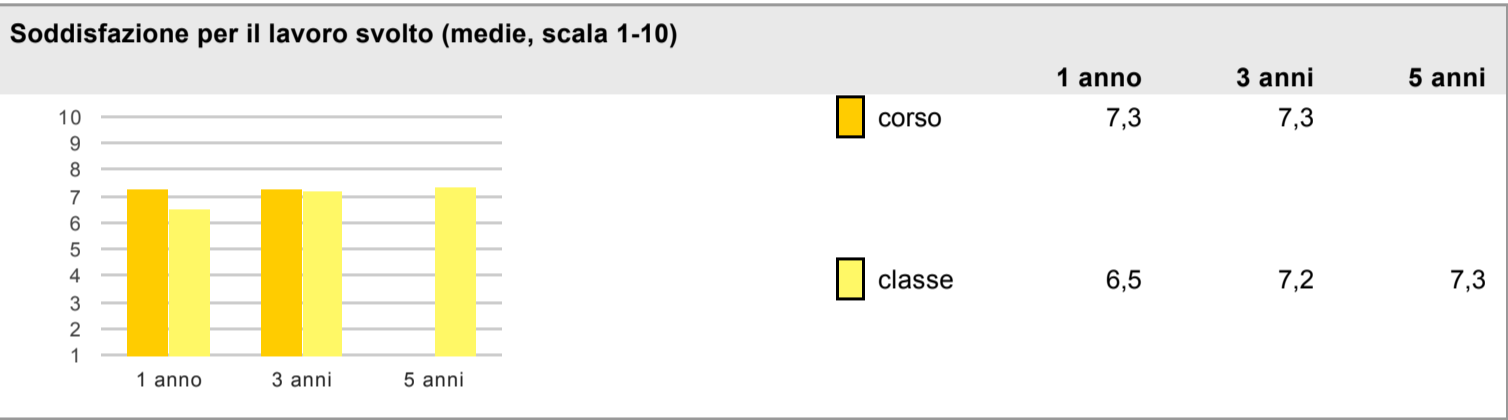 Soddisfazione per il lavoro svolto (medie, scala 1-10)
1 anno 3 anni 5 anni
10
9
8
7
6
5
4
3
2
1
1 anno 3 anni 5 anni
corso 7,3 7,3
classe 6,5 7,2 7,3